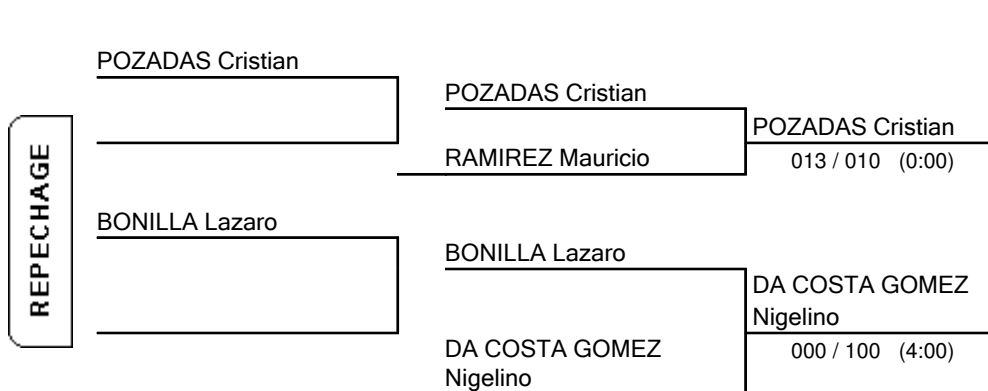 POZADAS Cristian
POZADAS Cristian
POZADAS Cristian
RAMIREZ Mauricio
013 / 010 (0:00)
REPECHAGE
BONILLA Lazaro
BONILLA Lazaro
DA COSTA GOMEZ
Nigelino
DA COSTA GOMEZ
Nigelino
000 / 100 (4:00)